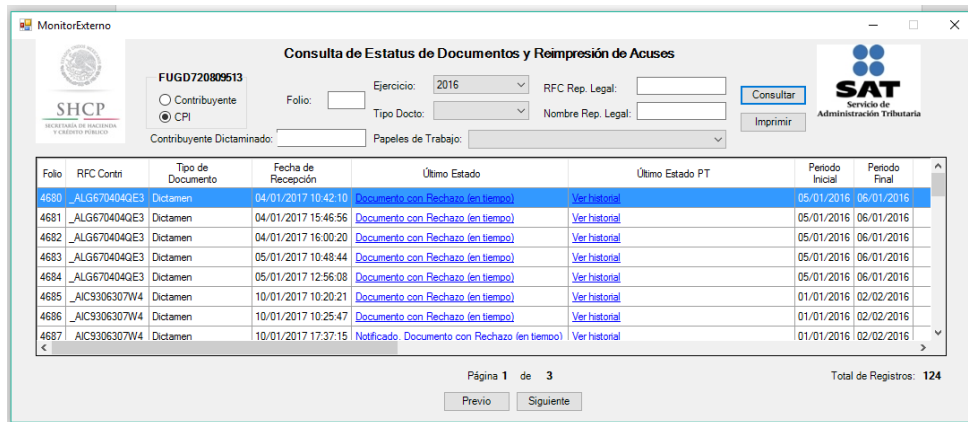 MonitorExterno
Consulta de Estatus de Documentos y Reimpresión de Acuses
SHCP
SECRETARÍA DE HACIENDA
Y CRÉDITO PÚBLICO
FUGD720809513
Contribuyente
CPI
Folio:
Ejercicio: 2016
Tipo Docto:
RFC Rep. Legal:
Nombre Rep. Legal:
Consultar
Imprimir
SAT
Servicio de
Administración Tributaria
Contribuyente Dictaminado:
Papeles de Trabajo:
Folio RFC Contri Tipo de Documento Fecha de Recepción Último Estado Último Estado PT Periodo Inicial Periodo Final
4680 _ALG670404QE3 Dictamen 04/01/2017 10:42:10 Documento con Rechazo (en tiempo) Ver historial 05/01/2016 06/01/2016
4681 _ALG670404QE3 Dictamen 04/01/2017 15:46:56 Documento con Rechazo (en tiempo) Ver historial 05/01/2016 06/01/2016
4682 _ALG670404QE3 Dictamen 04/01/2017 16:00:20 Documento con Rechazo (en tiempo) Ver historial 05/01/2016 06/01/2016
4683 _ALG670404QE3 Dictamen 05/01/2017 10:48:44 Documento con Rechazo (en tiempo) Ver historial 05/01/2016 06/01/2016
4684 _ALG670404QE3 Dictamen 05/01/2017 12:56:08 Documento con Rechazo (en tiempo) Ver historial 05/01/2016 06/01/2016
4685 _AIC9306307W4 Dictamen 10/01/2017 10:20:21 Documento con Rechazo (en tiempo) Ver historial 01/01/2016 02/02/2016
4686 _AIC9306307W4 Dictamen 10/01/2017 10:25:47 Documento con Rechazo (en tiempo) Ver historial 01/01/2016 02/02/2016
4687 _AIC9306307W4 Dictamen 10/01/2017 17:37:15 Notificado, Documento con Rechazo (en tiempo) Ver historial 01/01/2016 02/02/2016
Página 1 de 3
Total de Registros: 124
Previo
Siguiente